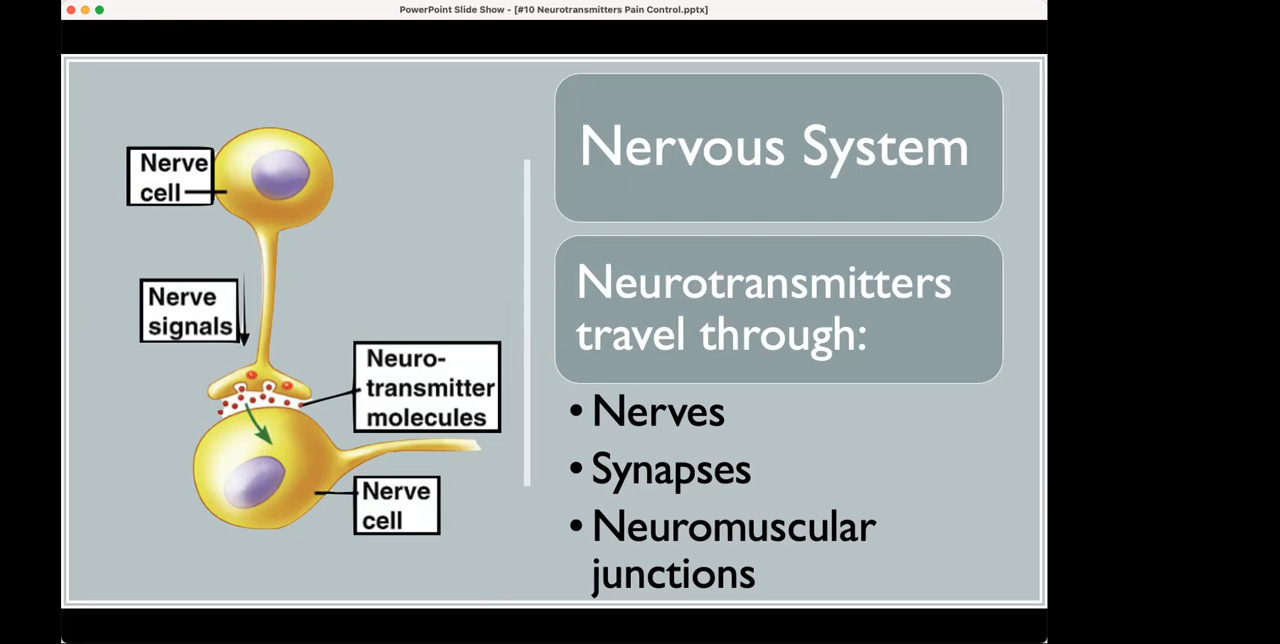 PowerPoint Slide Show - [#10 Neurotransmitters Pain Control.pptx]
Nerve
cell
Nerve
signals
Neuro-
transmitter
molecules
Nerve
cell
Nervous System
Neurotransmitters
travel through:
• Nerves
• Synapses
• Neuromuscular
junctions